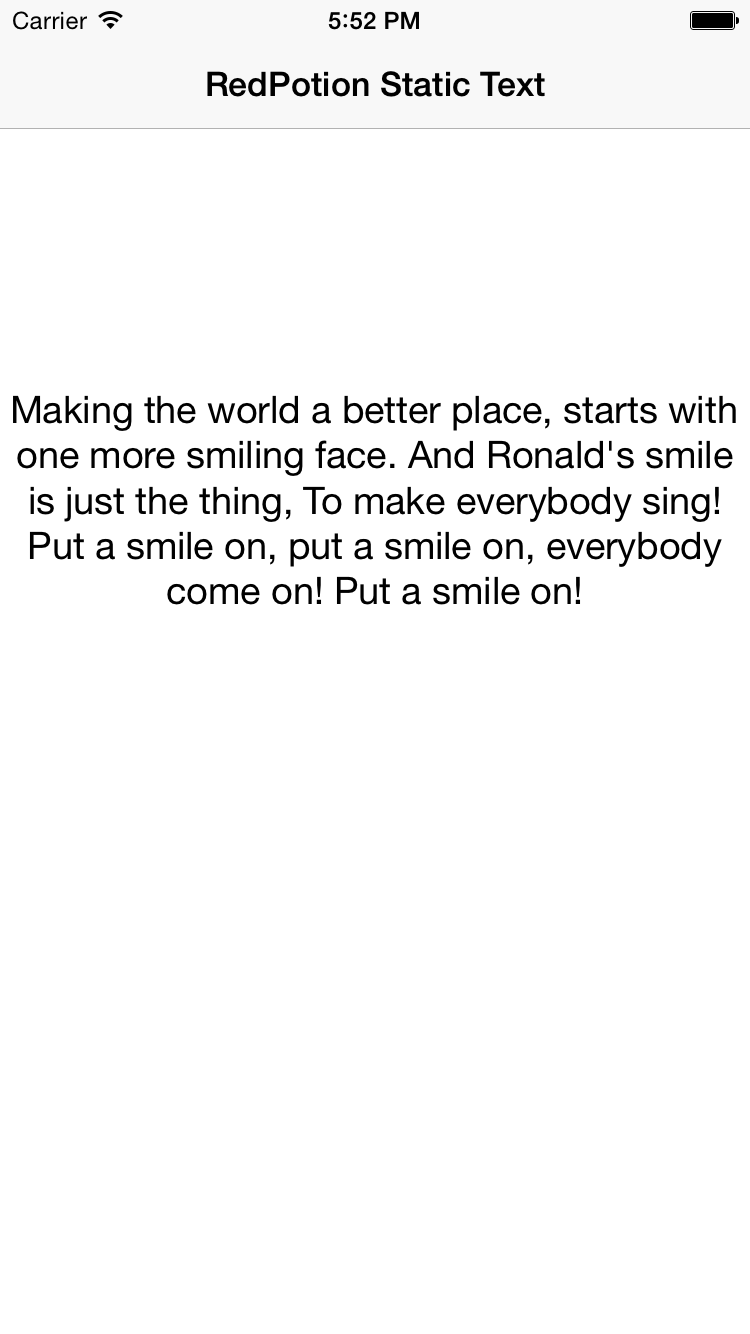 Carrier 5:52 PM
RedPotion Static Text
Making the world a better place, starts with
one more smiling face. And Ronald's smile
is just the thing, To make everybody sing!
Put a smile on, put a smile on, everybody
come on! Put a smile on!